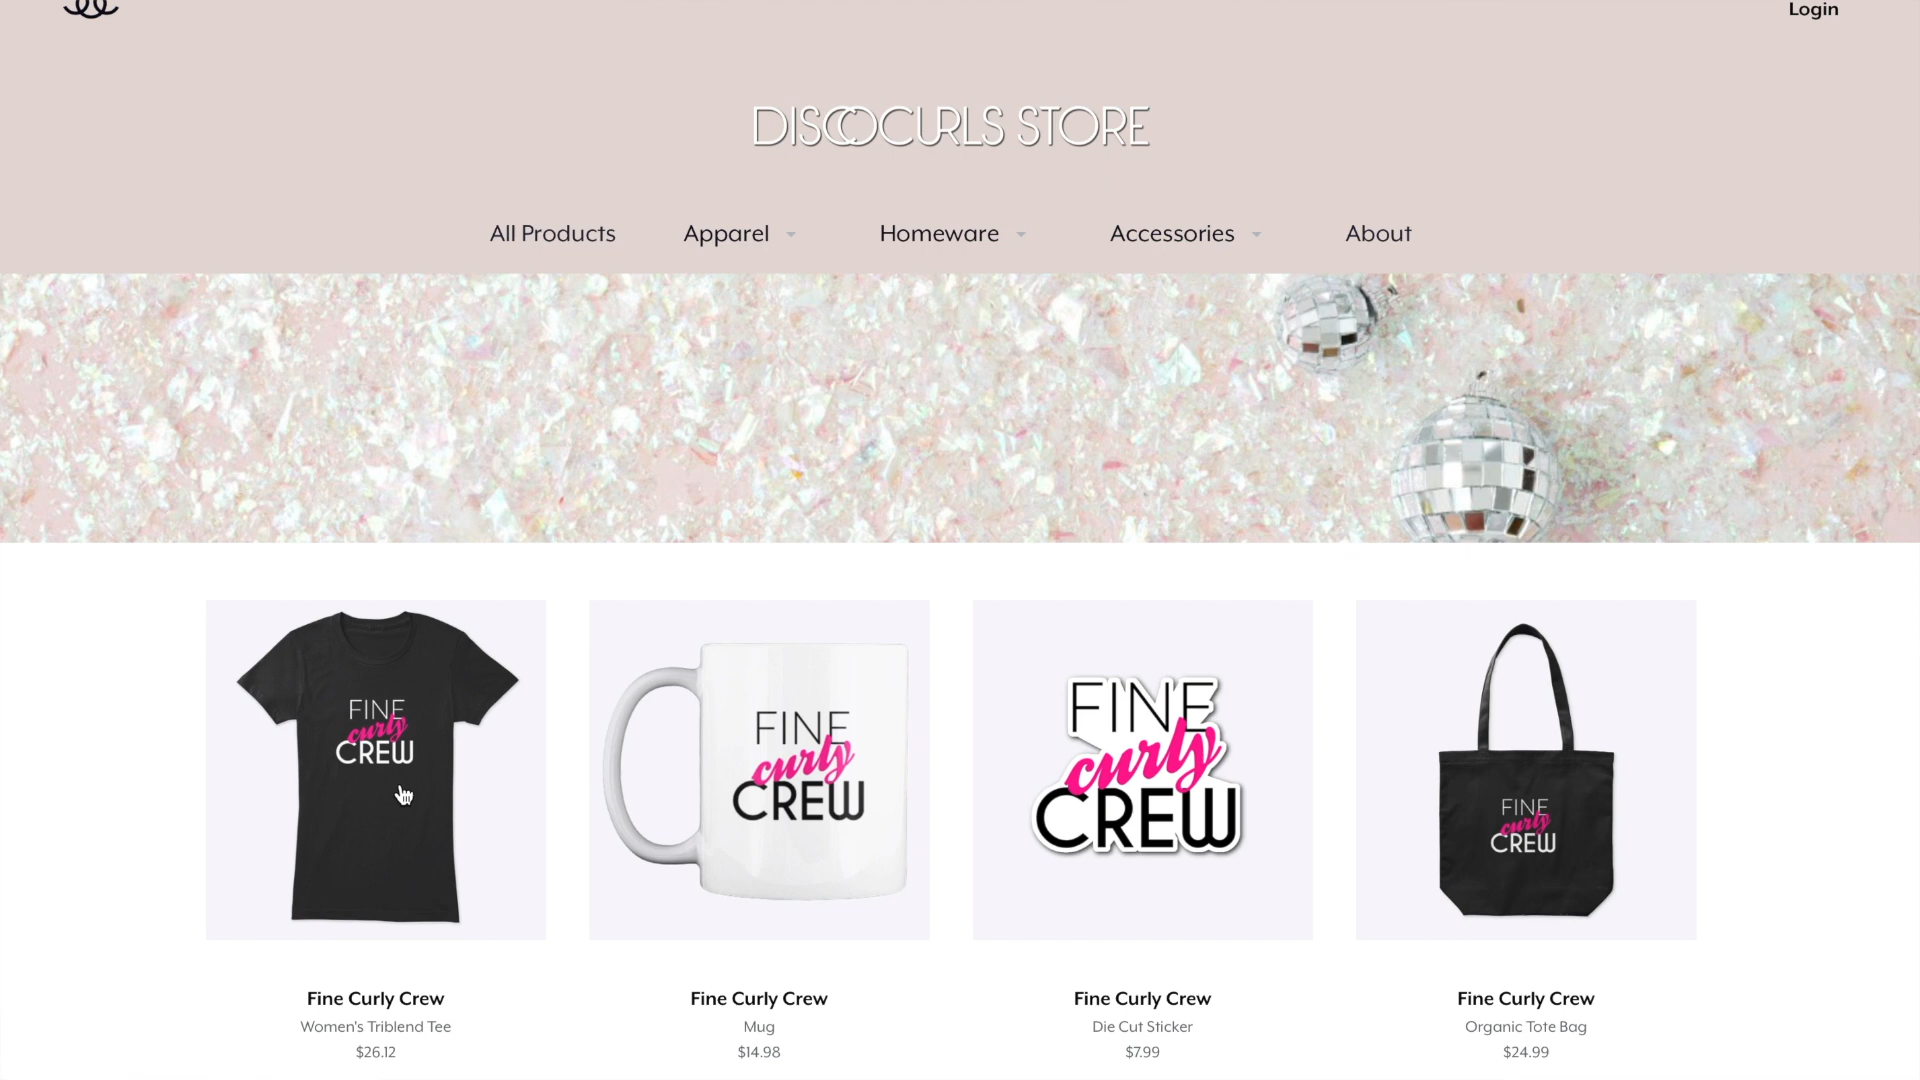 Login
DISCOCURLS STORE
All Products Apparel Homeware Accessories About
FINE
curly
CREW
FINE
curly
CREW
FINE
curly
CREW
FINE
curly
CREW
Fine Curly Crew
Women's Triblend Tee
$26.12
Fine Curly Crew
Mug
$14.98
Fine Curly Crew
Die Cut Sticker
$7.99
Fine Curly Crew
Organic Tote Bag
$24.99